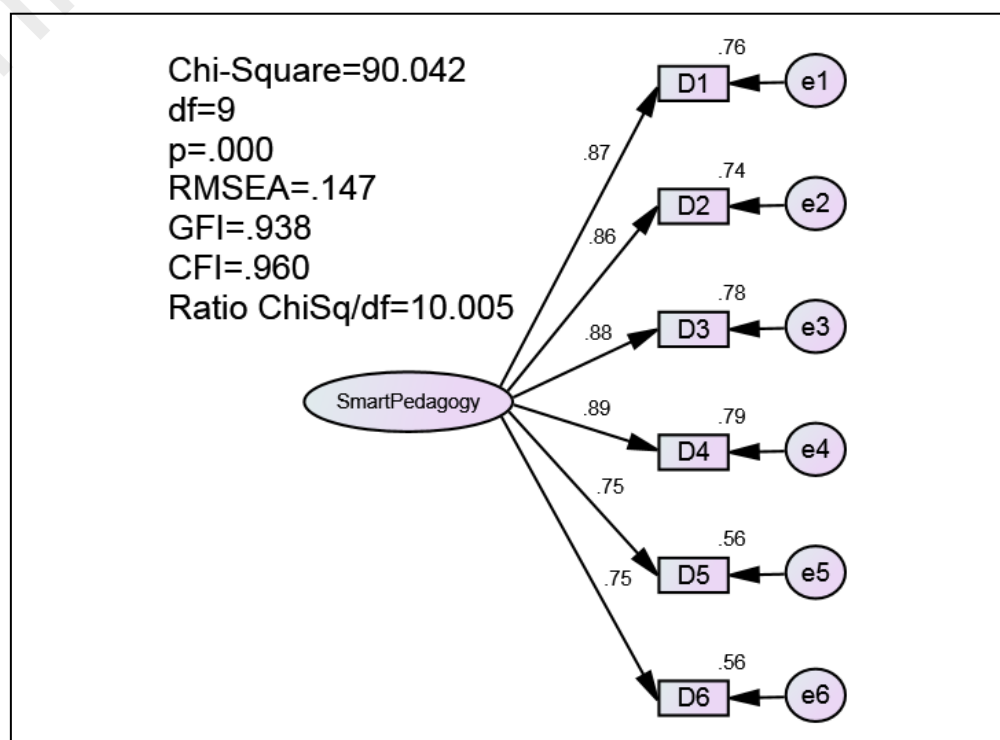 Chi-Square=90.042
df=9
p=.000
RMSEA=.147
GFI=.938
CFI=.960
Ratio ChiSq/df=10.005
SmartPedagogy
.87
.86
.88
.89
.75
.75
.76
D1
e1
.74
D2
e2
.78
D3
e3
.79
D4
e4
.56
D5
e5
.56
D6
e6